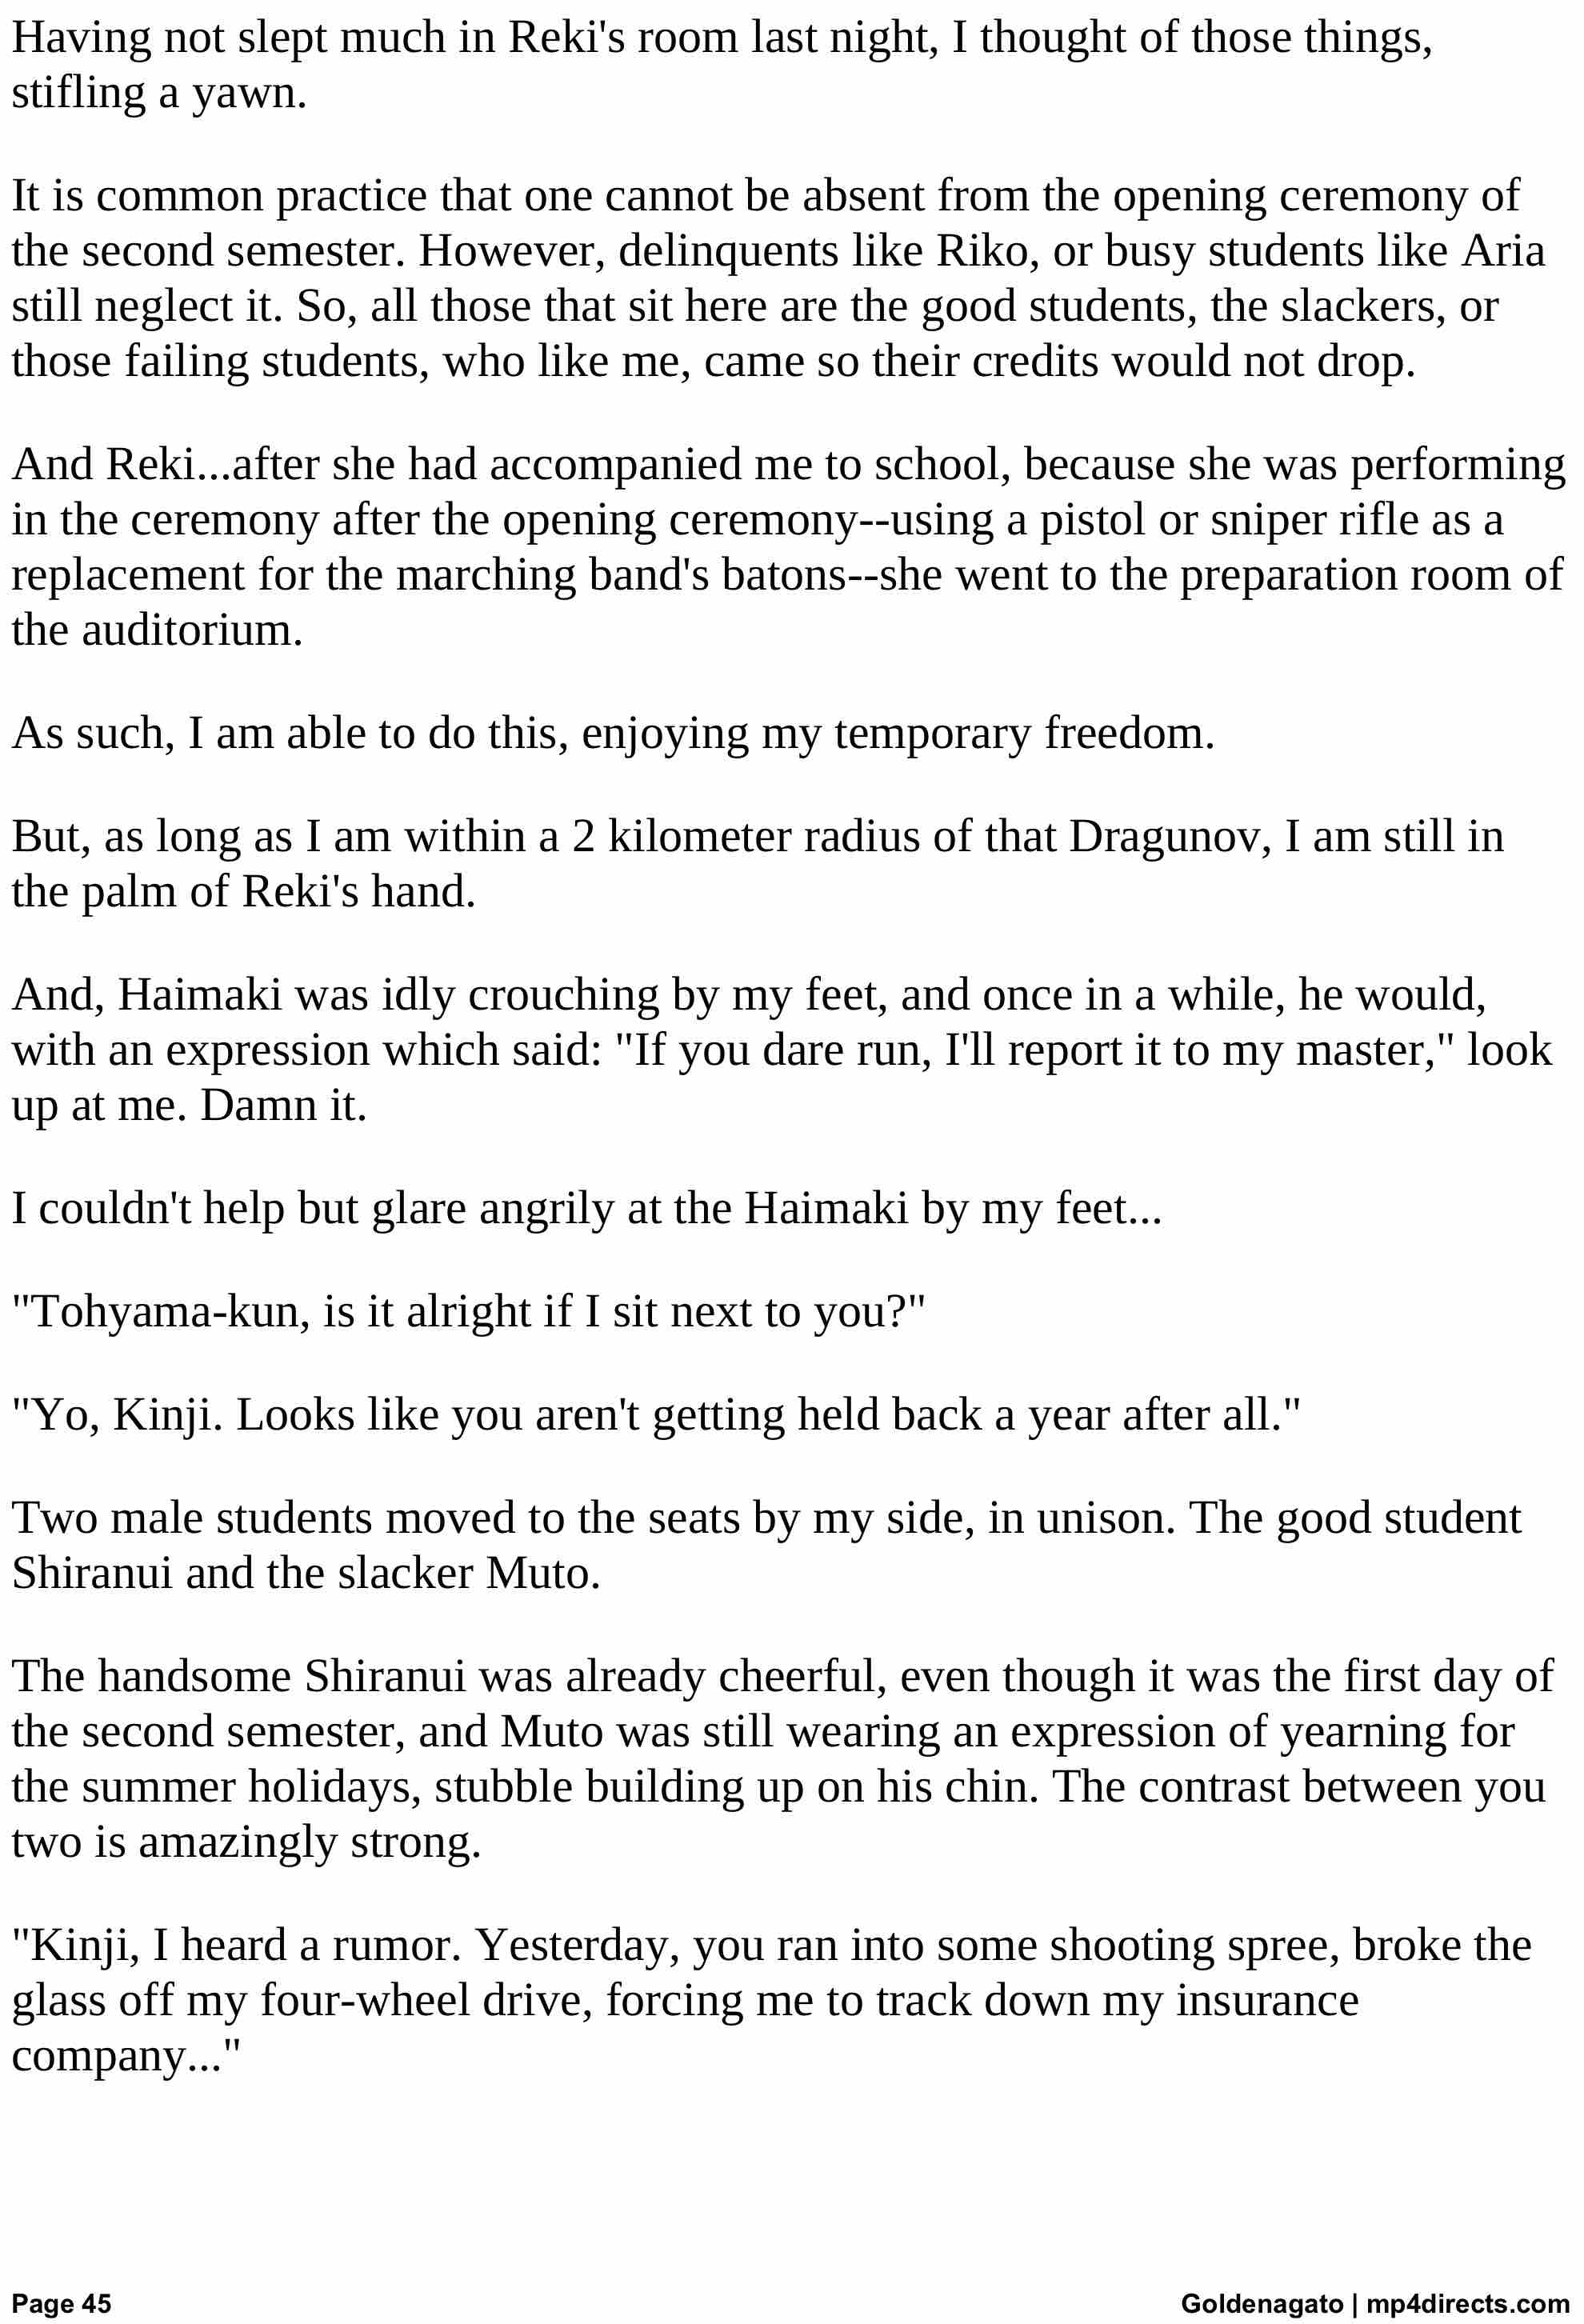 Having not slept much in Reki's room last night, I thought of those things,
stifling a yawn.
It is common practice that one cannot be absent from the opening ceremony of
the second semester. However, delinquents like Riko, or busy students like Aria
still neglect it. So, all those that sit here are the good students, the slackers, or
those failing students, who like me, came so their credits would not drop.
And Reki...after she had accompanied me to school, because she was performing
in the ceremony after the opening ceremony--using a pistol or sniper rifle as a
replacement for the marching band's batons--she went to the preparation room of
the auditorium.
As such, I am able to do this, enjoying my temporary freedom.
But, as long as I am within a 2 kilometer radius of that Dragunov, I am still in
the palm of Reki's hand.
And, Haimaki was idly crouching by my feet, and once in a while, he would,
with an expression which said: "If you dare run, I'll report it to my master," look
up at me. Damn it.
I couldn't help but glare angrily at the Haimaki by my feet...
"Tohyama-kun, is it alright if I sit next to you?"
"Yo, Kinji. Looks like you aren't getting held back a year after all."
Two male students moved to the seats by my side, in unison. The good student
Shiranui and the slacker Muto.
The handsome Shiranui was already cheerful, even though it was the first day of
the second semester, and Muto was still wearing an expression of yearning for
the summer holidays, stubble building up on his chin. The contrast between you
two is amazingly strong.
"Kinji, I heard a rumor. Yesterday, you ran into some shooting spree, broke the
glass off my four-wheel drive, forcing me to track down my insurance
company..."
Page 45
Goldenagato | mp4directs.com